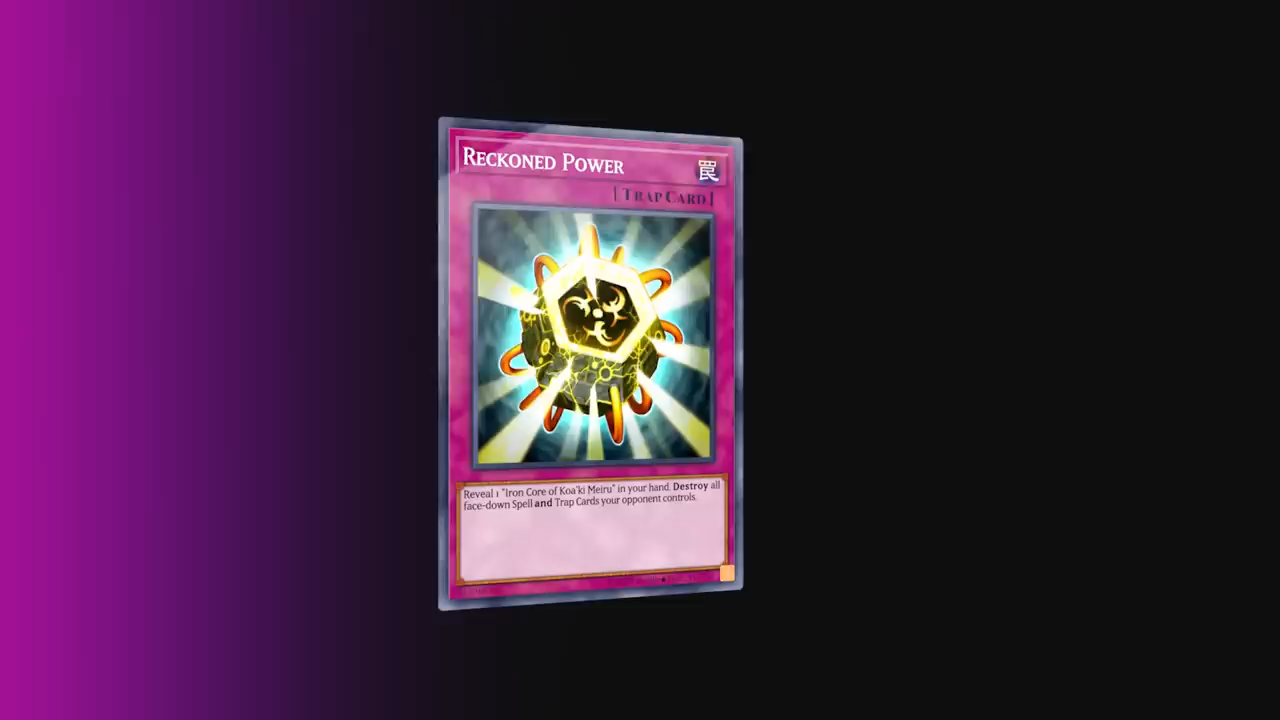 RECKONED POWER
罠
[ TRAP CARD ]
Reveal 1 "Iron Core of Koa'ki Meiru" in your hand. Destroy all
face-down Spell and Trap Cards your opponent controls.